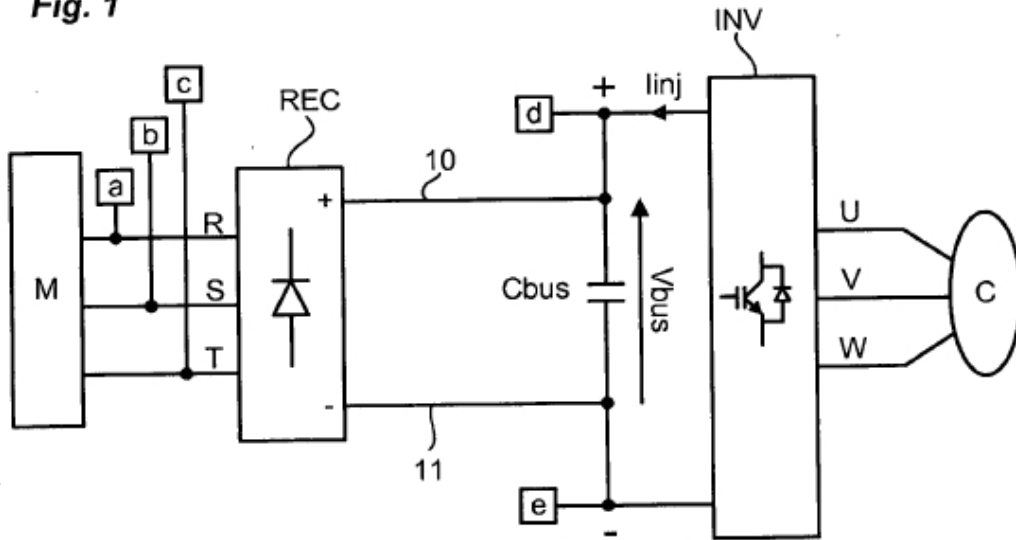 Fig. 1
INV
c
REC
+
Iinj
d
b
10
a
+
R
U
M
S
Cbus
Vbus
V
C
T
W
-
11
e
-